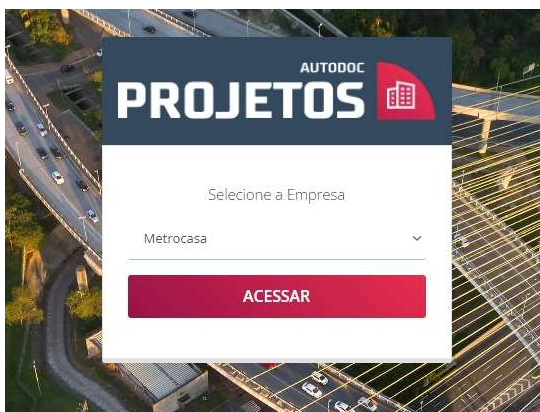 AUTODOC
PROJETOS
Selecione a Empresa
Metrocasa
ACESSAR